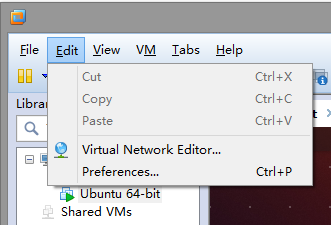 File Edit View VM Tabs Help
Cut Ctrl+X
Copy Ctrl+C
Paste Ctrl+V
Virtual Network Editor...
Preferences... Ctrl+P
Ubuntu 64-bit
Shared VMs